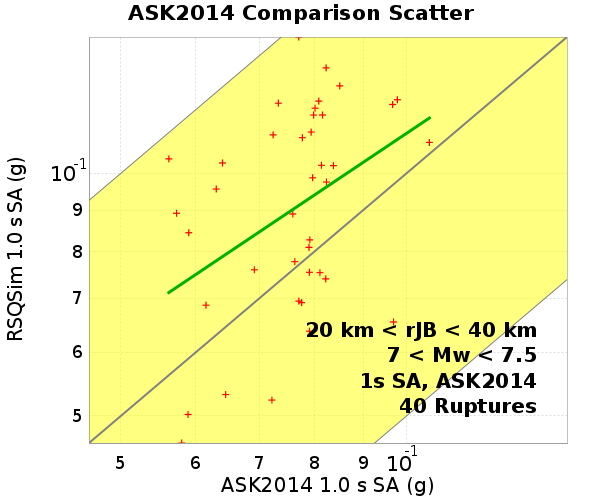 ASK2014 Comparison Scatter
RSQSim 1.0 s SA (g)
10-1
9
8
7
6
5
20 km < rJB < 40 km
7 < Mw < 7.5
1s SA, ASK2014
40 Ruptures
5 6 7 8 9 10-1
ASK2014 1.0 s SA (g)